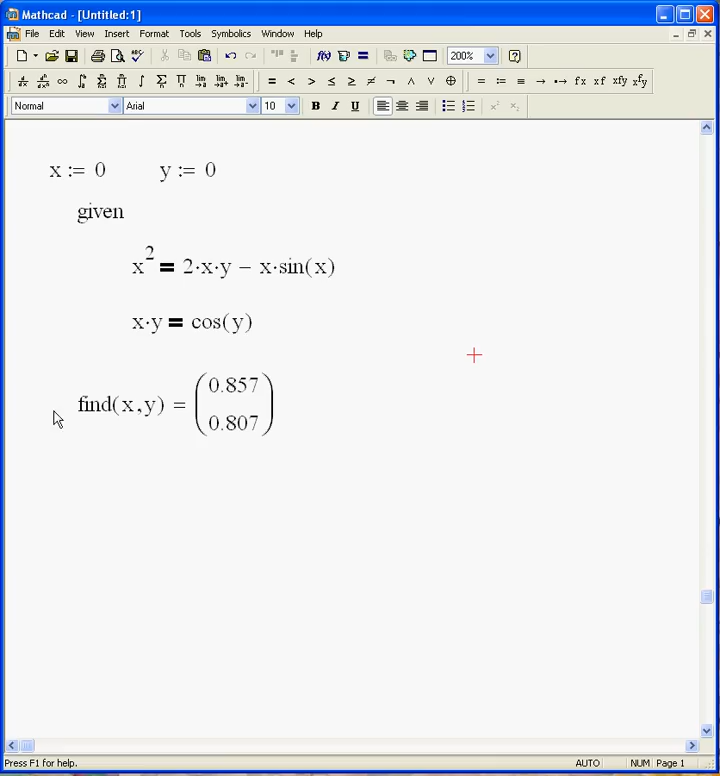 Mathcad - [Untitled:1]
File Edit View Insert Format Tools Symbolics Window Help
200%
Normal Arial 10 B I U
x := 0 y := 0
given
x² = 2·x·y − x·sin(x)
x·y = cos(y)
find(x,y) = (0.857
0.807)
Press F1 for help. AUTO NUM Page 1